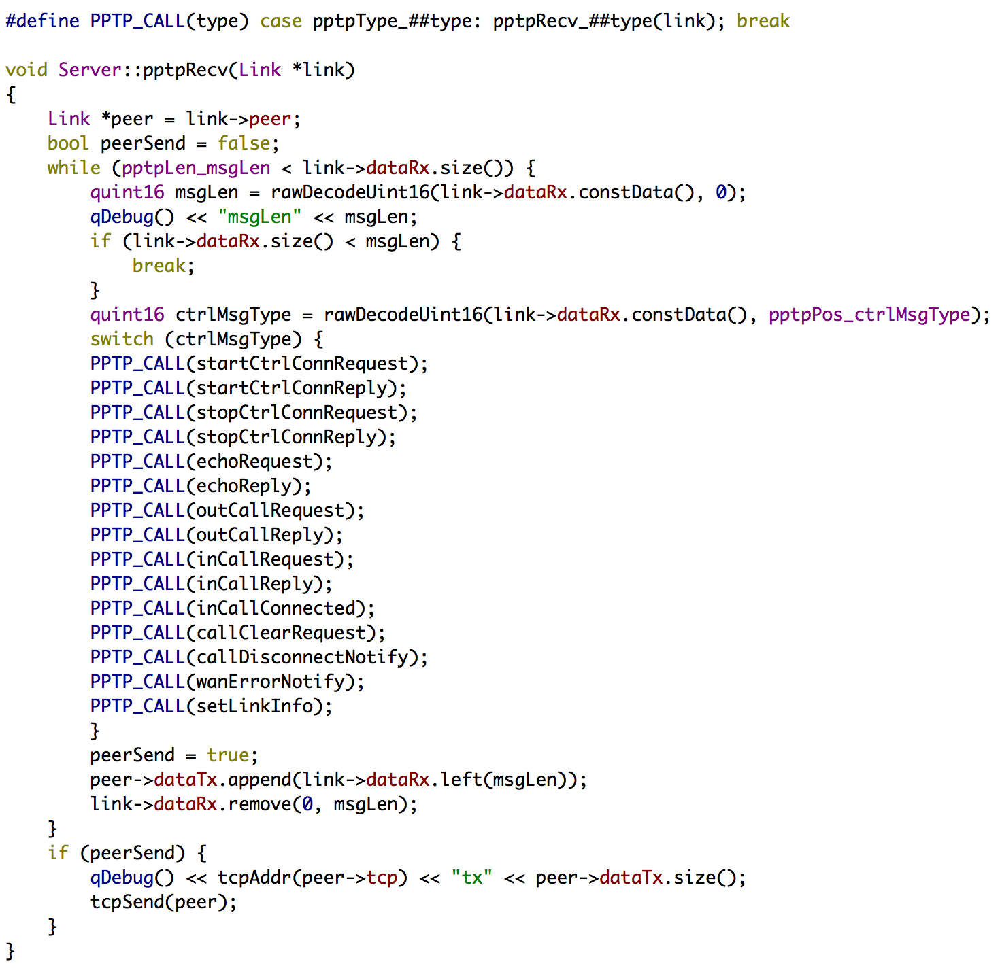 #define PPTP_CALL(type) case pptpType_##type: pptpRecv_##type(link); break

void Server::pptpRecv(Link *link)
{
    Link *peer = link->peer;
    bool peerSend = false;
    while (pptpLen_msgLen < link->dataRx.size()) {
        quint16 msgLen = rawDecodeUint16(link->dataRx.constData(), 0);
        qDebug() << "msgLen" << msgLen;
        if (link->dataRx.size() < msgLen) {
            break;
        }
        quint16 ctrlMsgType = rawDecodeUint16(link->dataRx.constData(), pptpPos_ctrlMsgType);
        switch (ctrlMsgType) {
        PPTP_CALL(startCtrlConnRequest);
        PPTP_CALL(startCtrlConnReply);
        PPTP_CALL(stopCtrlConnRequest);
        PPTP_CALL(stopCtrlConnReply);
        PPTP_CALL(echoRequest);
        PPTP_CALL(echoReply);
        PPTP_CALL(outCallRequest);
        PPTP_CALL(outCallReply);
        PPTP_CALL(inCallRequest);
        PPTP_CALL(inCallReply);
        PPTP_CALL(inCallConnected);
        PPTP_CALL(callClearRequest);
        PPTP_CALL(callDisconnectNotify);
        PPTP_CALL(wanErrorNotify);
        PPTP_CALL(setLinkInfo);
        }
        peerSend = true;
        peer->dataTx.append(link->dataRx.left(msgLen));
        link->dataRx.remove(0, msgLen);
    }
    if (peerSend) {
        qDebug() << tcpAddr(peer->tcp) << "tx" << peer->dataTx.size();
        tcpSend(peer);
    }
}